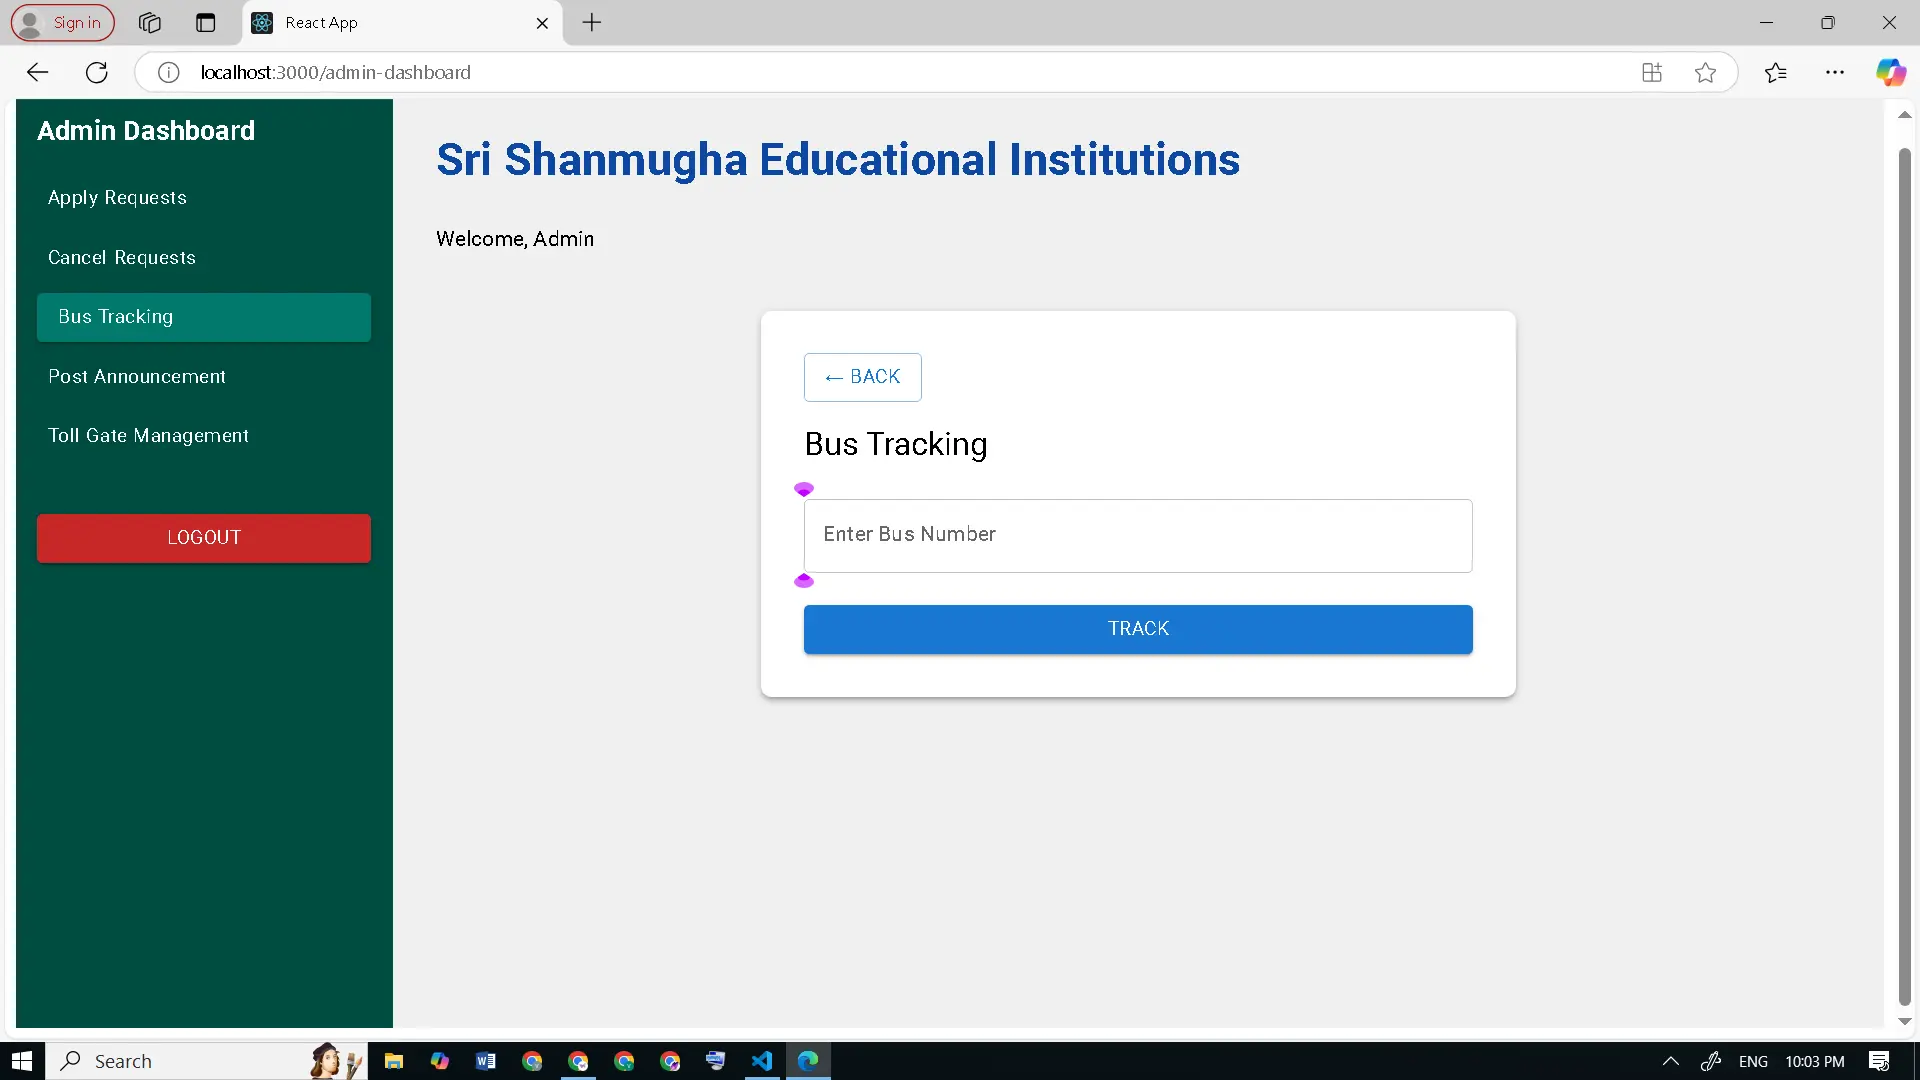 Sign in
React App
localhost:3000/admin-dashboard
Admin Dashboard
Apply Requests
Cancel Requests
Bus Tracking
Post Announcement
Toll Gate Management
LOGOUT
Sri Shanmugha Educational Institutions
Welcome, Admin
← BACK
Bus Tracking
Enter Bus Number
TRACK
Search
ENG
10:03 PM